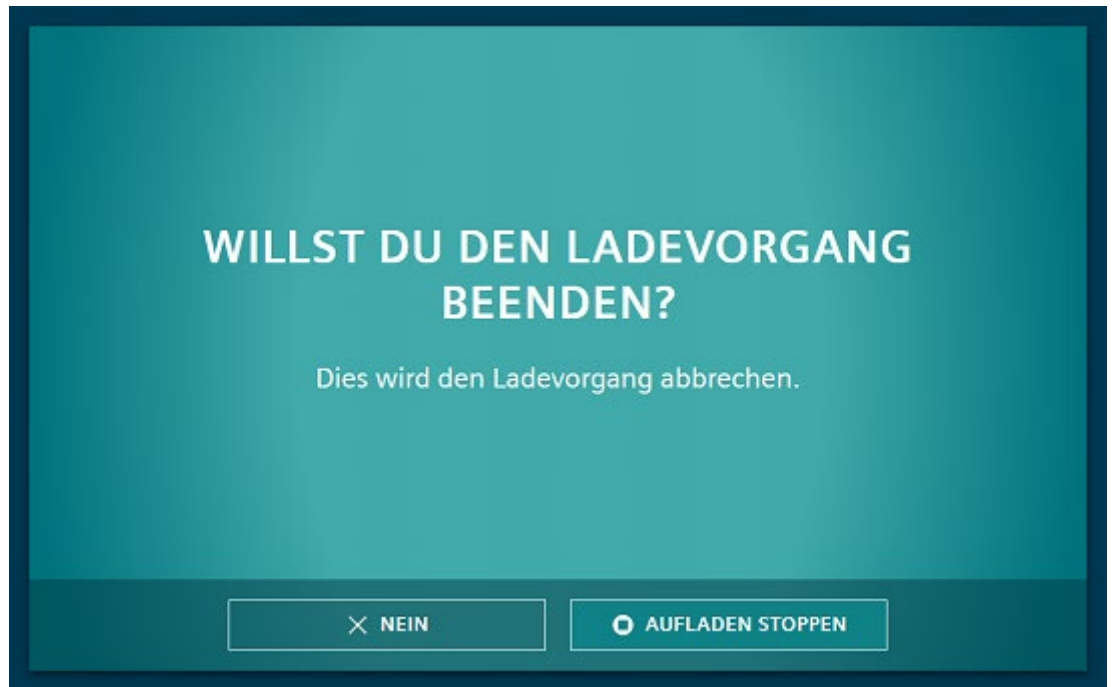 WILLST DU DEN LADEVORGANG
BEENDEN?
Dies wird den Ladevorgang abbrechen.
NEIN
AUFLADEN STOPPEN